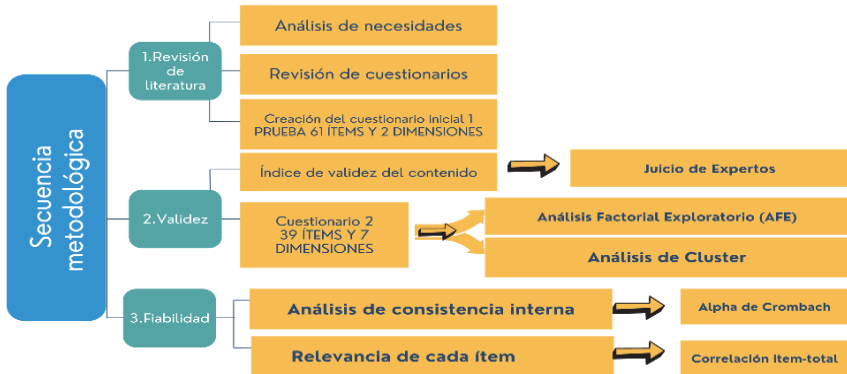 Secuencia
metodológica
1.Revisión
de
literatura
Análisis de necesidades
Revisión de cuestionarios
Creación del cuestionario inicial 1
PRUEBA 61 ÍTEMS Y 2 DIMENSIONES
2.Validez
Índice de validez del contenido
Juicio de Expertos
Cuestionario 2
39 ÍTEMS Y 7
DIMENSIONES
Análisis Factorial Exploratorio (AFE)
Análisis de Cluster
3.Fiabilidad
Análisis de consistencia interna
Alpha de Crombach
Relevancia de cada ítem
Correlación ítem-total